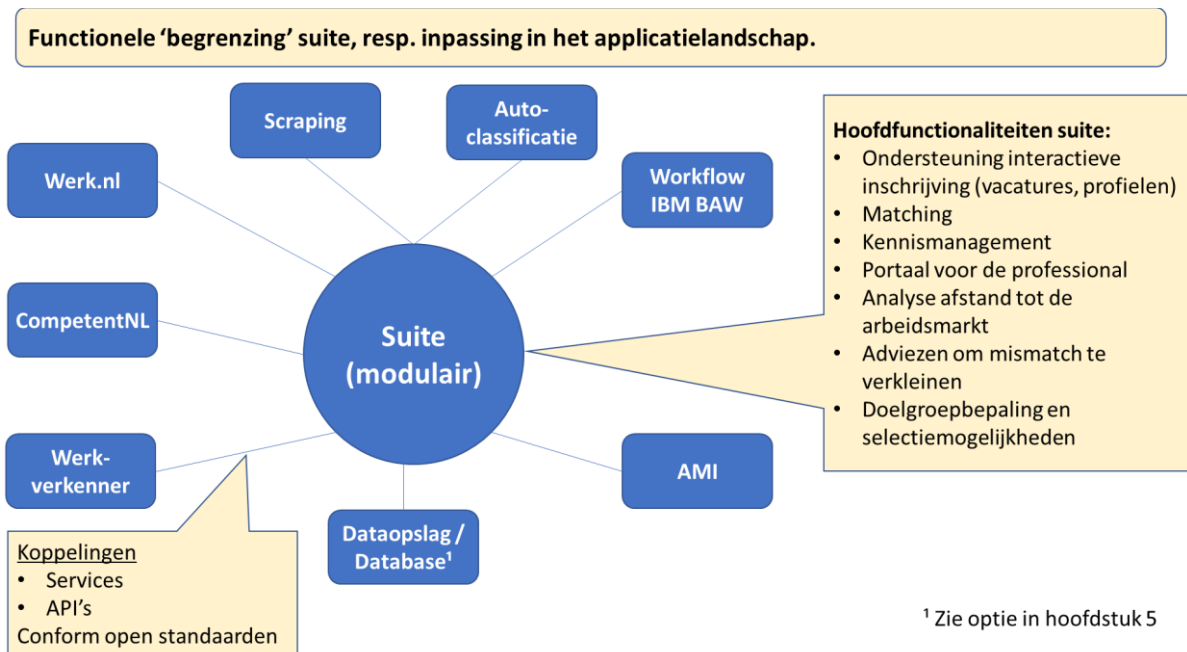 Functionele ‘begrenzing’ suite, resp. inpassing in het applicatielandschap.
Scraping
Auto-
classificatie
Werk.nl
Workflow
IBM BAW
CompetentNL
Suite
(modulair)
Werk-
verkenner
AMI
Dataopslag /
Database¹
Hoofdfunctionaliteiten suite:
• Ondersteuning interactieve
inschrijving (vacatures, profielen)
• Matching
• Kennismanagement
• Portaal voor de professional
• Analyse afstand tot de
arbeidsmarkt
• Adviezen om mismatch te
verkleinen
• Doelgroepbepaling en
selectiemogelijkheden
Koppelingen
• Services
• API’s
Conform open standaarden
¹ Zie optie in hoofdstuk 5